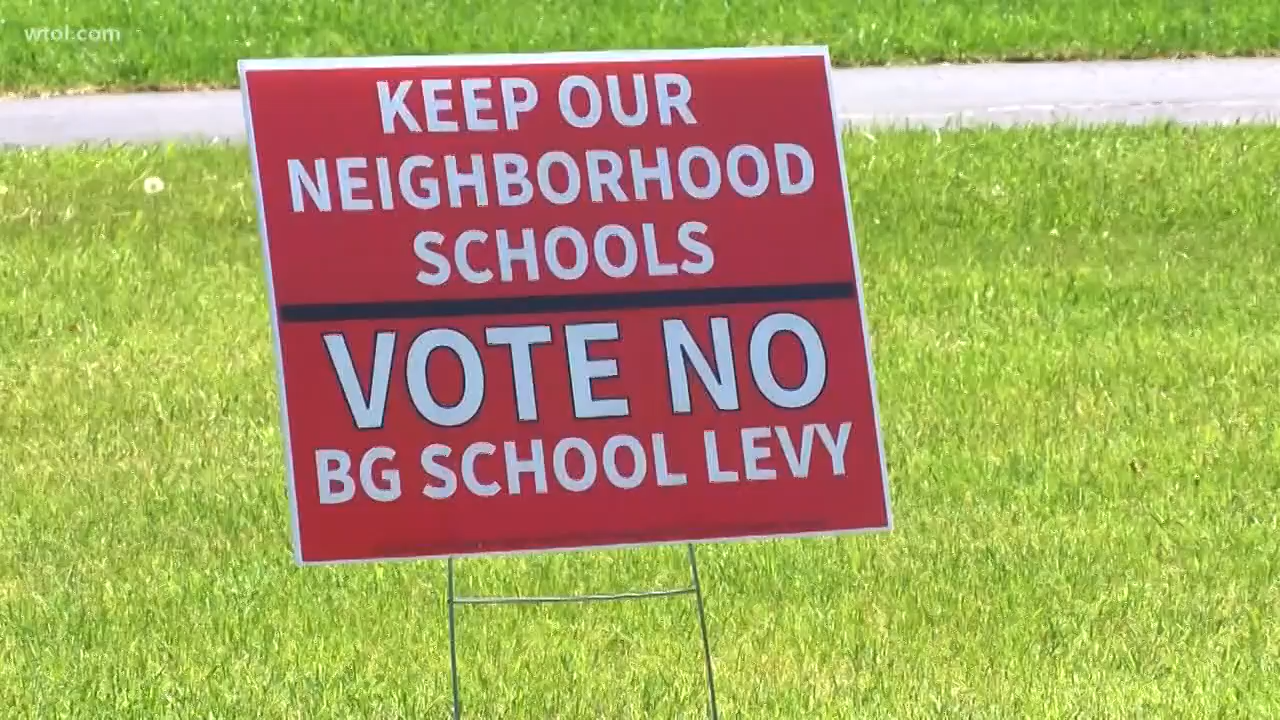 wtol.com
KEEP OUR
NEIGHBORHOOD
SCHOOLS
VOTE NO
BG SCHOOL LEVY